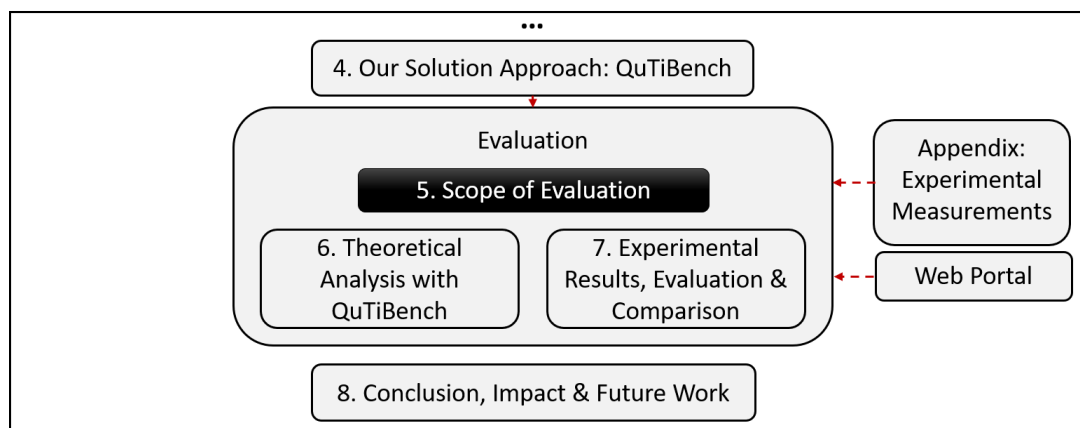 ...
4. Our Solution Approach: QuTiBench
Evaluation
5. Scope of Evaluation
6. Theoretical
Analysis with
QuTiBench
7. Experimental
Results, Evaluation &
Comparison
Appendix:
Experimental
Measurements
Web Portal
8. Conclusion, Impact & Future Work